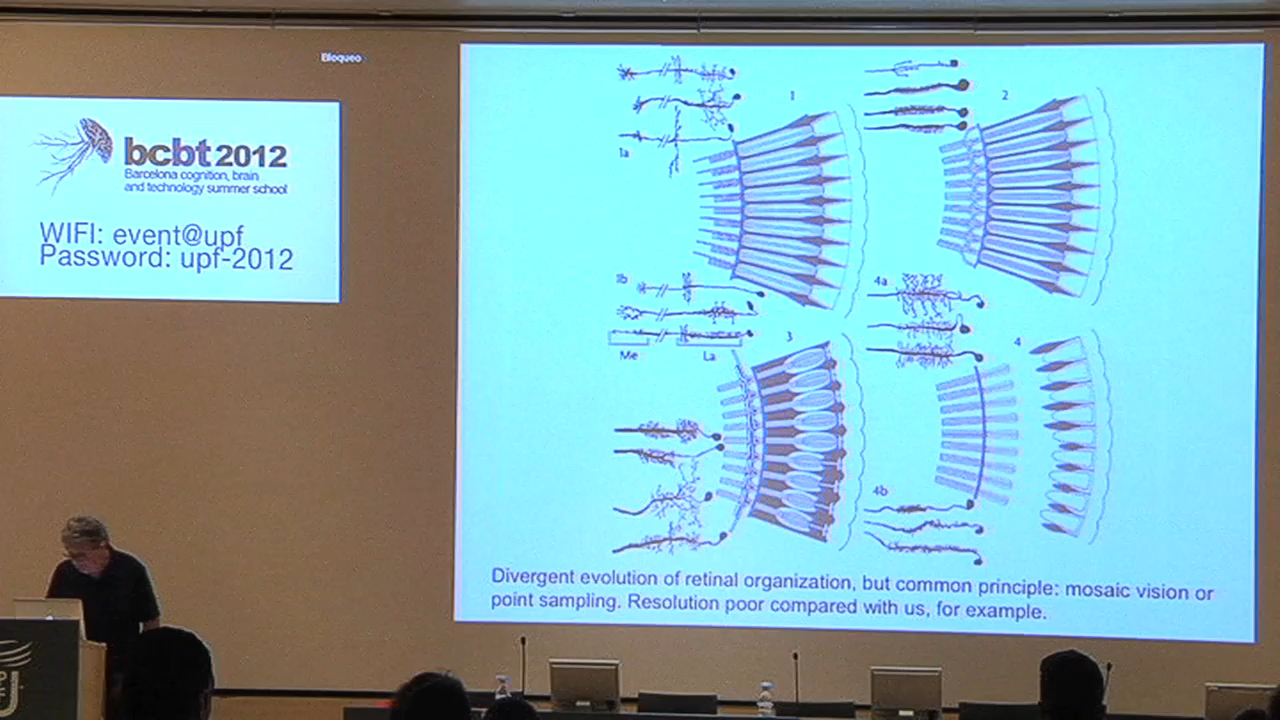 Bloqueo
bcbt 2012
Barcelona cognition, brain
and technology summer school
WIFI: event@upf
Password: upf-2012
1
2
1a
1b
4a
3
4
Me
La
4b
Divergent evolution of retinal organization, but common principle: mosaic vision or
point sampling. Resolution poor compared with us, for example.